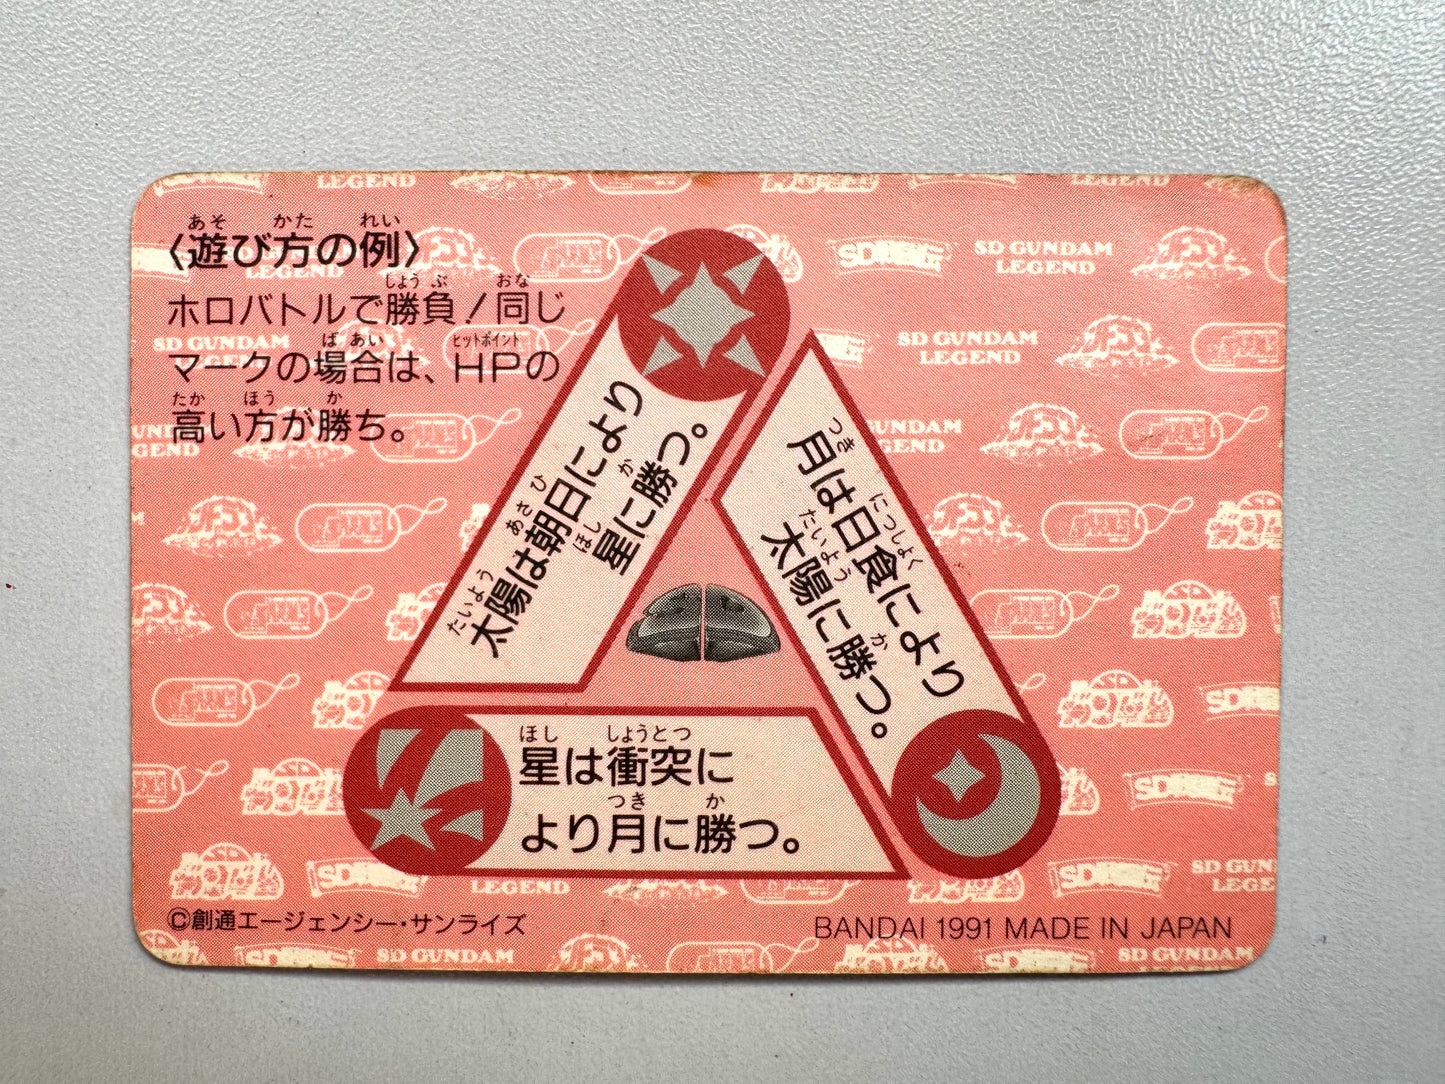 〈遊び方の例〉
ホロバトルで勝負!同じ
マークの場合は、HPの
高い方が勝ち。
太陽は朝日により
星に勝つ。
月は日食により
太陽に勝つ。
星は衝突に
より月に勝つ。
©創通エージェンシー・サンライズ
BANDAI 1991 MADE IN JAPAN
SD GUNDAM
LEGEND